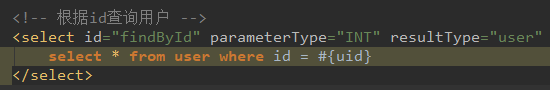 <!-- 根据id查询用户 -->
<select id="findById" parameterType="INT" resultType="user"
select * from user where id = #{uid}
</select>